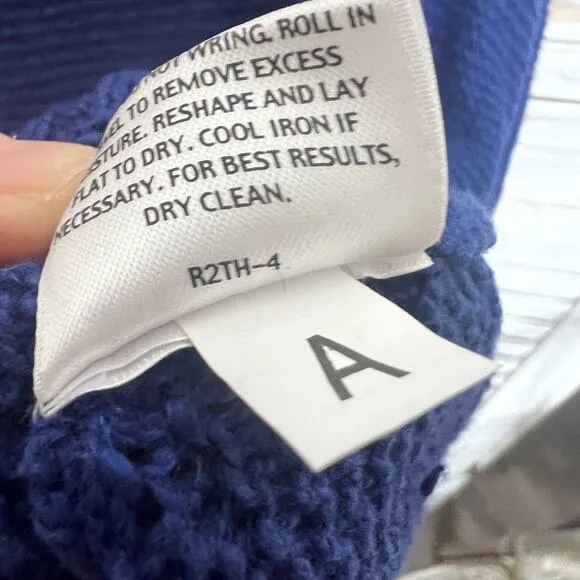 WRING, ROLL IN
TO REMOVE EXCESS
RESHAPE AND LAY
FLAT TO DRY. COOL IRON IF
NECESSARY. FOR BEST RESULTS,
DRY CLEAN.
R2TH-4
A